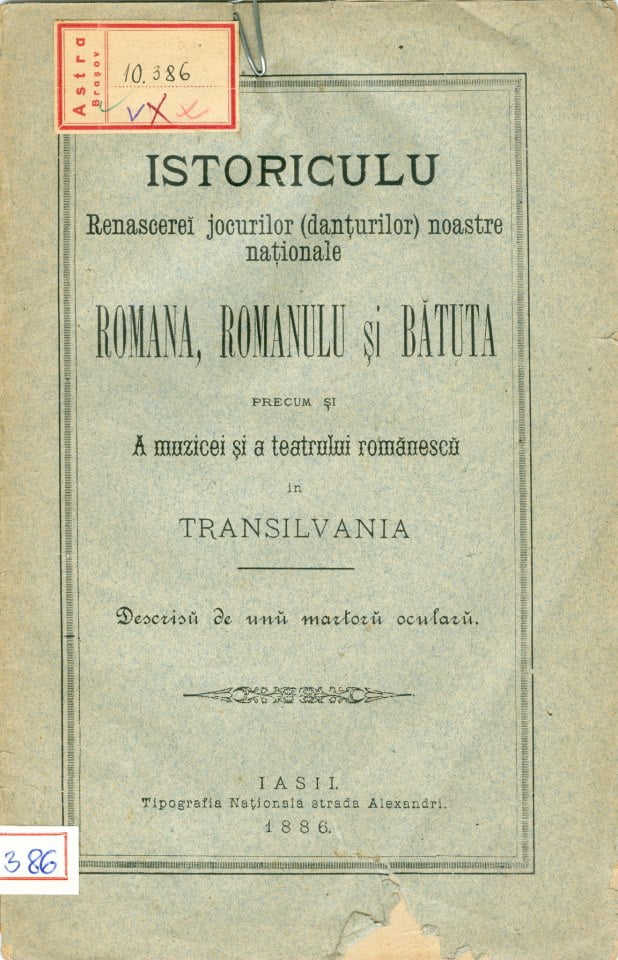 Astra
Brașov
10.386
ISTORICULU
Renascereĭ jocurilor (danțurilor) noastre
naționale
ROMANA, ROMANULU și BĂTUTA
PRECUM ȘI
A muzicei și a teatrului românescŭ
in
TRANSILVANIA
Descrisŭ de unŭ martorŭ ocularŭ.
IASII.
Tipografia Națională strada Alexandri.
1886.
386